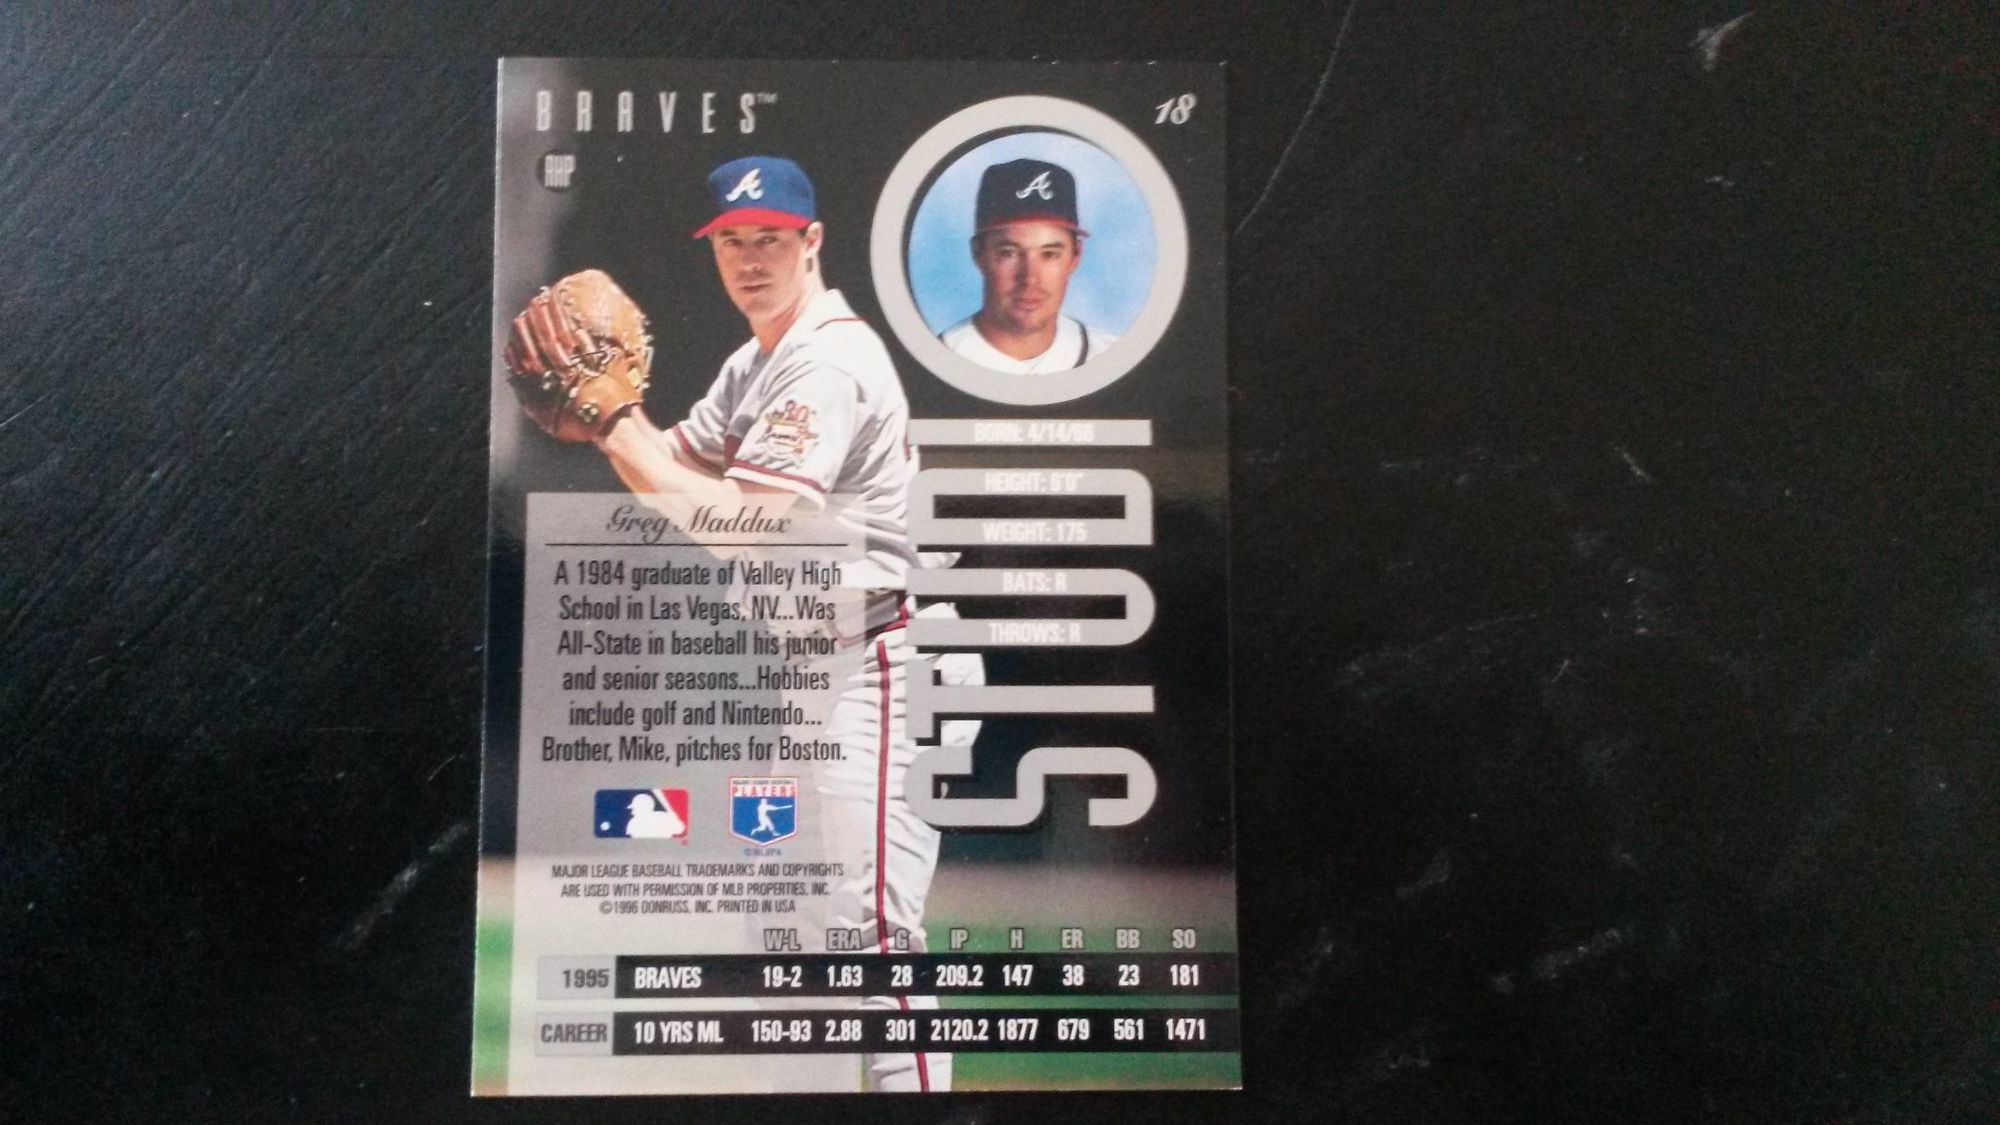 BRAVES™
18
RHP
BORN: 4/14/66
HEIGHT: 6'0"
WEIGHT: 175
BATS: R
THROWS: R
STUDIO
Greg Maddux
A 1984 graduate of Valley High
School in Las Vegas, NV...Was
All-State in baseball his junior
and senior seasons...Hobbies
include golf and Nintendo...
Brother, Mike, pitches for Boston.
MAJOR LEAGUE BASEBALL
PLAYERS
©MLBPA
MAJOR LEAGUE BASEBALL TRADEMARKS AND COPYRIGHTS
ARE USED WITH PERMISSION OF MLB PROPERTIES, INC.
©1996 DONRUSS, INC. PRINTED IN USA
W-L ERA G IP H ER BB SO
1995 BRAVES 19-2 1.63 28 209.2 147 38 23 181
CAREER 10 YRS ML 150-93 2.88 301 2120.2 1877 679 561 1471